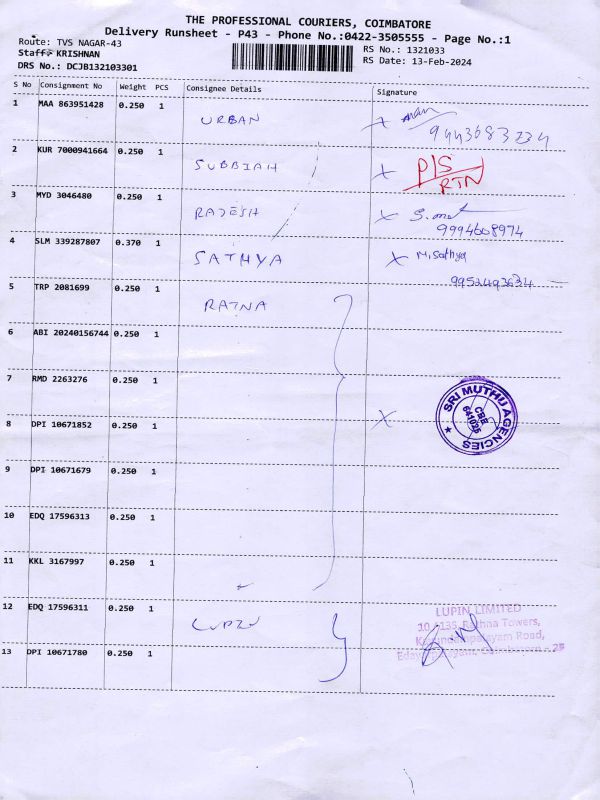 THE PROFESSIONAL COURIERS, COIMBATORE
Delivery Runsheet - P43 - Phone No.:0422-3505555 - Page No.:1
Route: TVS NAGAR-43
RS No.: 1321033
Staff: KRISHNAN
RS Date: 13-Feb-2024
DRS No.: DCJB132103301
S No Consignment No Weight PCS Consignee Details Signature
1 MAA 863951428 0.250 1 URBAN
2 KUR 7000941664 0.250 1 SUBBIAH P/S
RTN
3 MYD 3046480 0.250 1 RAJESH
9994608974
4 SLM 339287807 0.370 1 SATHYA M.Sathya
9952493634
5 TRP 2081699 0.250 1 RATNA
6 ABI 20240156744 0.250 1
7 RMD 2263276 0.250 1
SRI MUTHU AGENCIES
CBE
641035
8 DPI 10671852 0.250 1
9 DPI 10671679 0.250 1
10 EDQ 17596313 0.250 1
11 KKL 3167997 0.250 1
12 EDQ 17596311 0.250 1 LUPIN
LUPIN LIMITED
Towers,
Road,
13 DPI 10671780 0.250 1